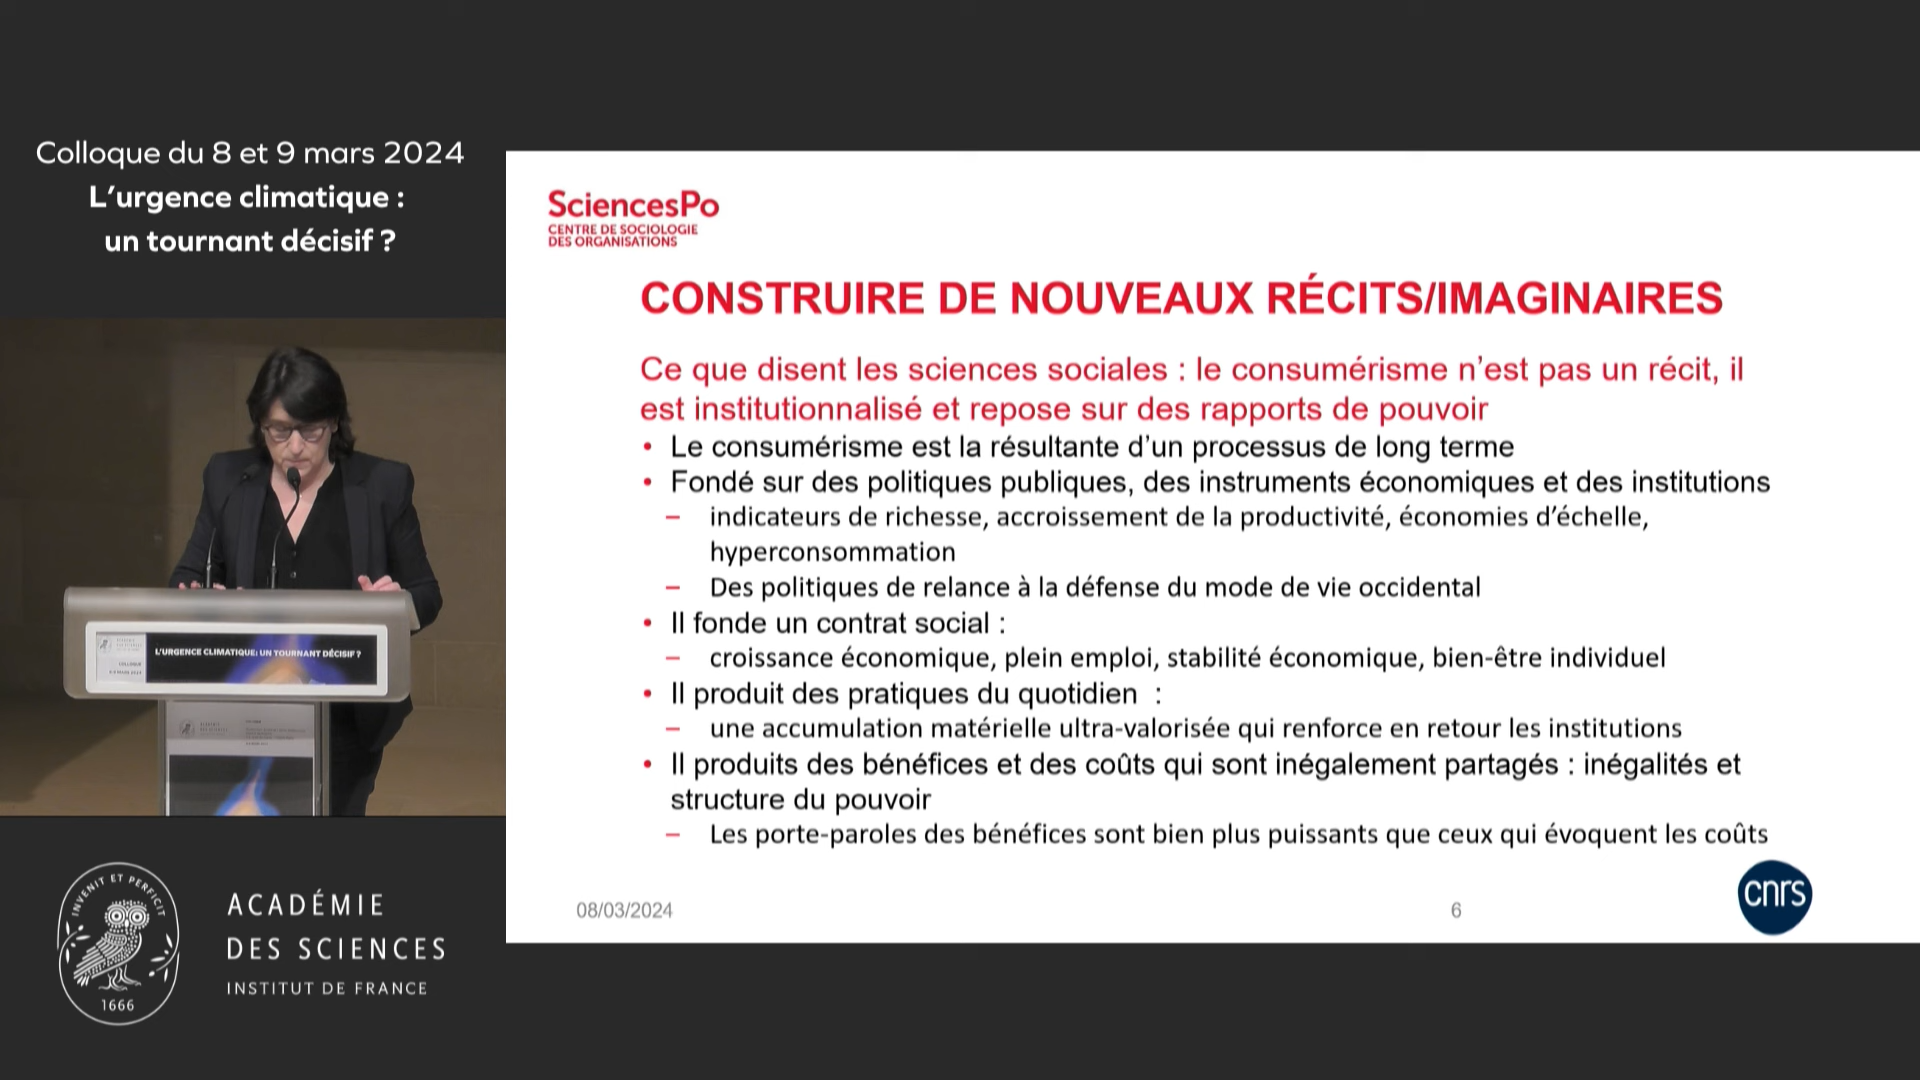 Colloque du 8 et 9 mars 2024
L'urgence climatique :
un tournant décisif ?
L'URGENCE CLIMATIQUE: UN TOURNANT DÉCISIF ?
INVENIT ET PERFICIT
1666
ACADÉMIE
DES SCIENCES
INSTITUT DE FRANCE
SciencesPo
CENTRE DE SOCIOLOGIE
DES ORGANISATIONS
CONSTRUIRE DE NOUVEAUX RÉCITS/IMAGINAIRES
Ce que disent les sciences sociales : le consumérisme n'est pas un récit, il
est institutionnalisé et repose sur des rapports de pouvoir
• Le consumérisme est la résultante d'un processus de long terme
• Fondé sur des politiques publiques, des instruments économiques et des institutions
– indicateurs de richesse, accroissement de la productivité, économies d'échelle,
hyperconsommation
– Des politiques de relance à la défense du mode de vie occidental
• Il fonde un contrat social :
– croissance économique, plein emploi, stabilité économique, bien-être individuel
• Il produit des pratiques du quotidien :
– une accumulation matérielle ultra-valorisée qui renforce en retour les institutions
• Il produits des bénéfices et des coûts qui sont inégalement partagés : inégalités et
structure du pouvoir
– Les porte-paroles des bénéfices sont bien plus puissants que ceux qui évoquent les coûts
08/03/2024
6
cnrs